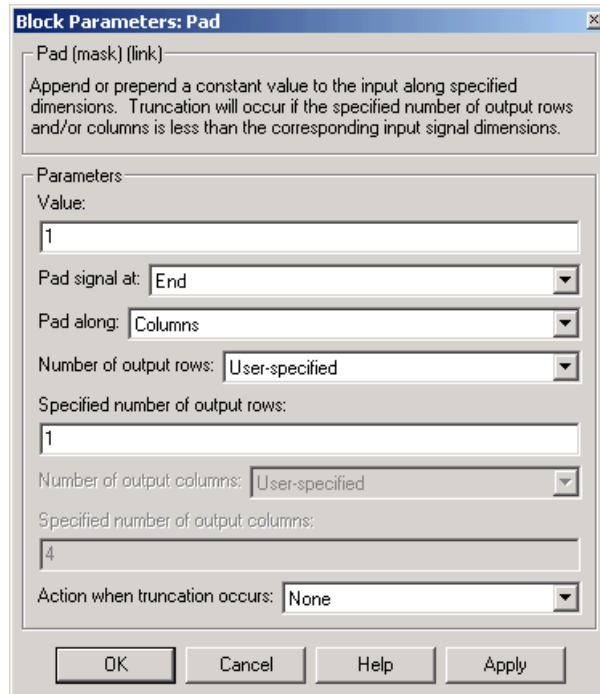 Block Parameters: Pad
Pad (mask) (link)
Append or prepend a constant value to the input along specified
dimensions. Truncation will occur if the specified number of output rows
and/or columns is less than the corresponding input signal dimensions.
Parameters
Value:
1
Pad signal at: End
Pad along: Columns
Number of output rows: User-specified
Specified number of output rows:
1
Number of output columns: User-specified
Specified number of output columns:
4
Action when truncation occurs: None
OK Cancel Help Apply